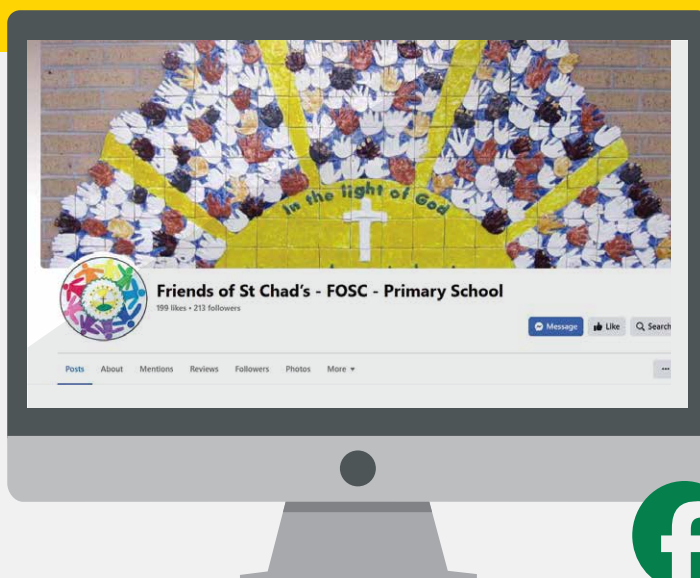 In the light of God
Friends of St Chad's - FOSC - Primary School
199 likes • 213 followers
Message
Like
Search
Posts
About
Mentions
Reviews
Followers
Photos
More